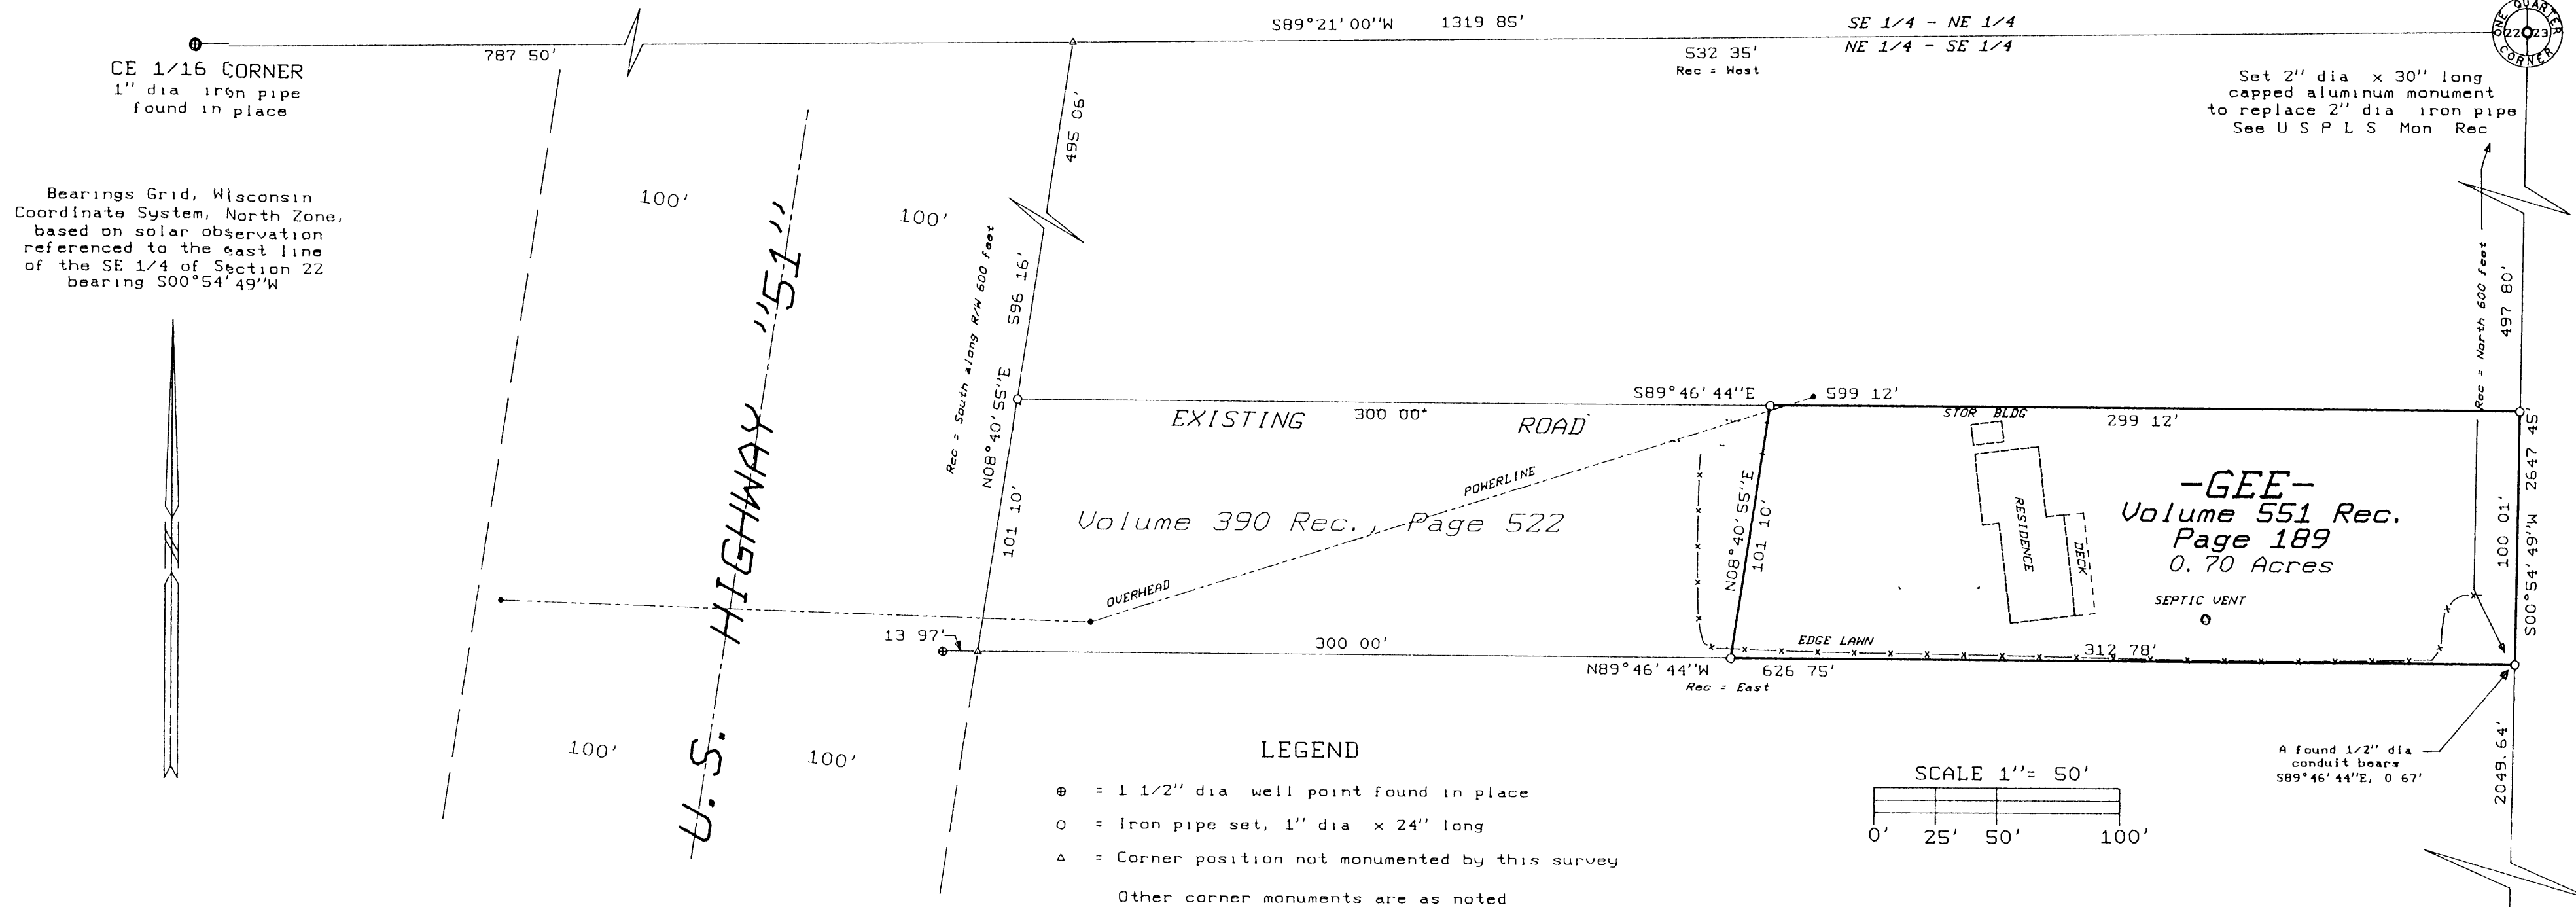 S89°21'00"W 1319 85'
SE 1/4 - NE 1/4
NE 1/4 - SE 1/4
787 50'
532 35'
Rec = West
ONE QUARTER
22 23
CORNER
CE 1/16 CORNER
1" dia iron pipe
found in place
Set 2" dia x 30" long
capped aluminum monument
to replace 2" dia iron pipe
See U S P L S Mon Rec
Bearings Grid, Wisconsin
Coordinate System, North Zone,
based on solar observation
referenced to the east line
of the SE 1/4 of Section 22
bearing S00°54'49"W
100'
100'
495 06'
Rec = South along R/W 600 feet
N08°40'55"E 596 16'
101 10'
U.S. HIGHWAY "51"
Rec = North 600 feet
497 80'
S89°46'44"E 599 12'
EXISTING 300 00' ROAD
STOR BLDG
299 12'
POWERLINE
OVERHEAD
Volume 390 Rec., Page 522
N08°40'55"E
101 10'
RESIDENCE
DECK
-GEE-
Volume 551 Rec.
Page 189
0.70 Acres
SEPTIC VENT
100 01'
S00°54'49"W 2647 45'
13 97'
300 00'
EDGE LAWN
312 78'
N89°46'44"W 626 75'
Rec = East
100'
100'
A found 1/2" dia
conduit bears
S89°46'44"E, 0 67'
2049.64'
LEGEND
⊕ = 1 1/2" dia well point found in place
○ = Iron pipe set, 1" dia x 24" long
△ = Corner position not monumented by this survey
Other corner monuments are as noted
SCALE 1"= 50'
0' 25' 50' 100'